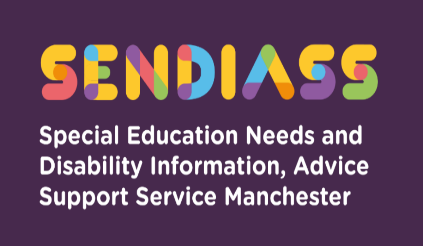 SENDIASS
Special Education Needs and
Disability Information, Advice
Support Service Manchester